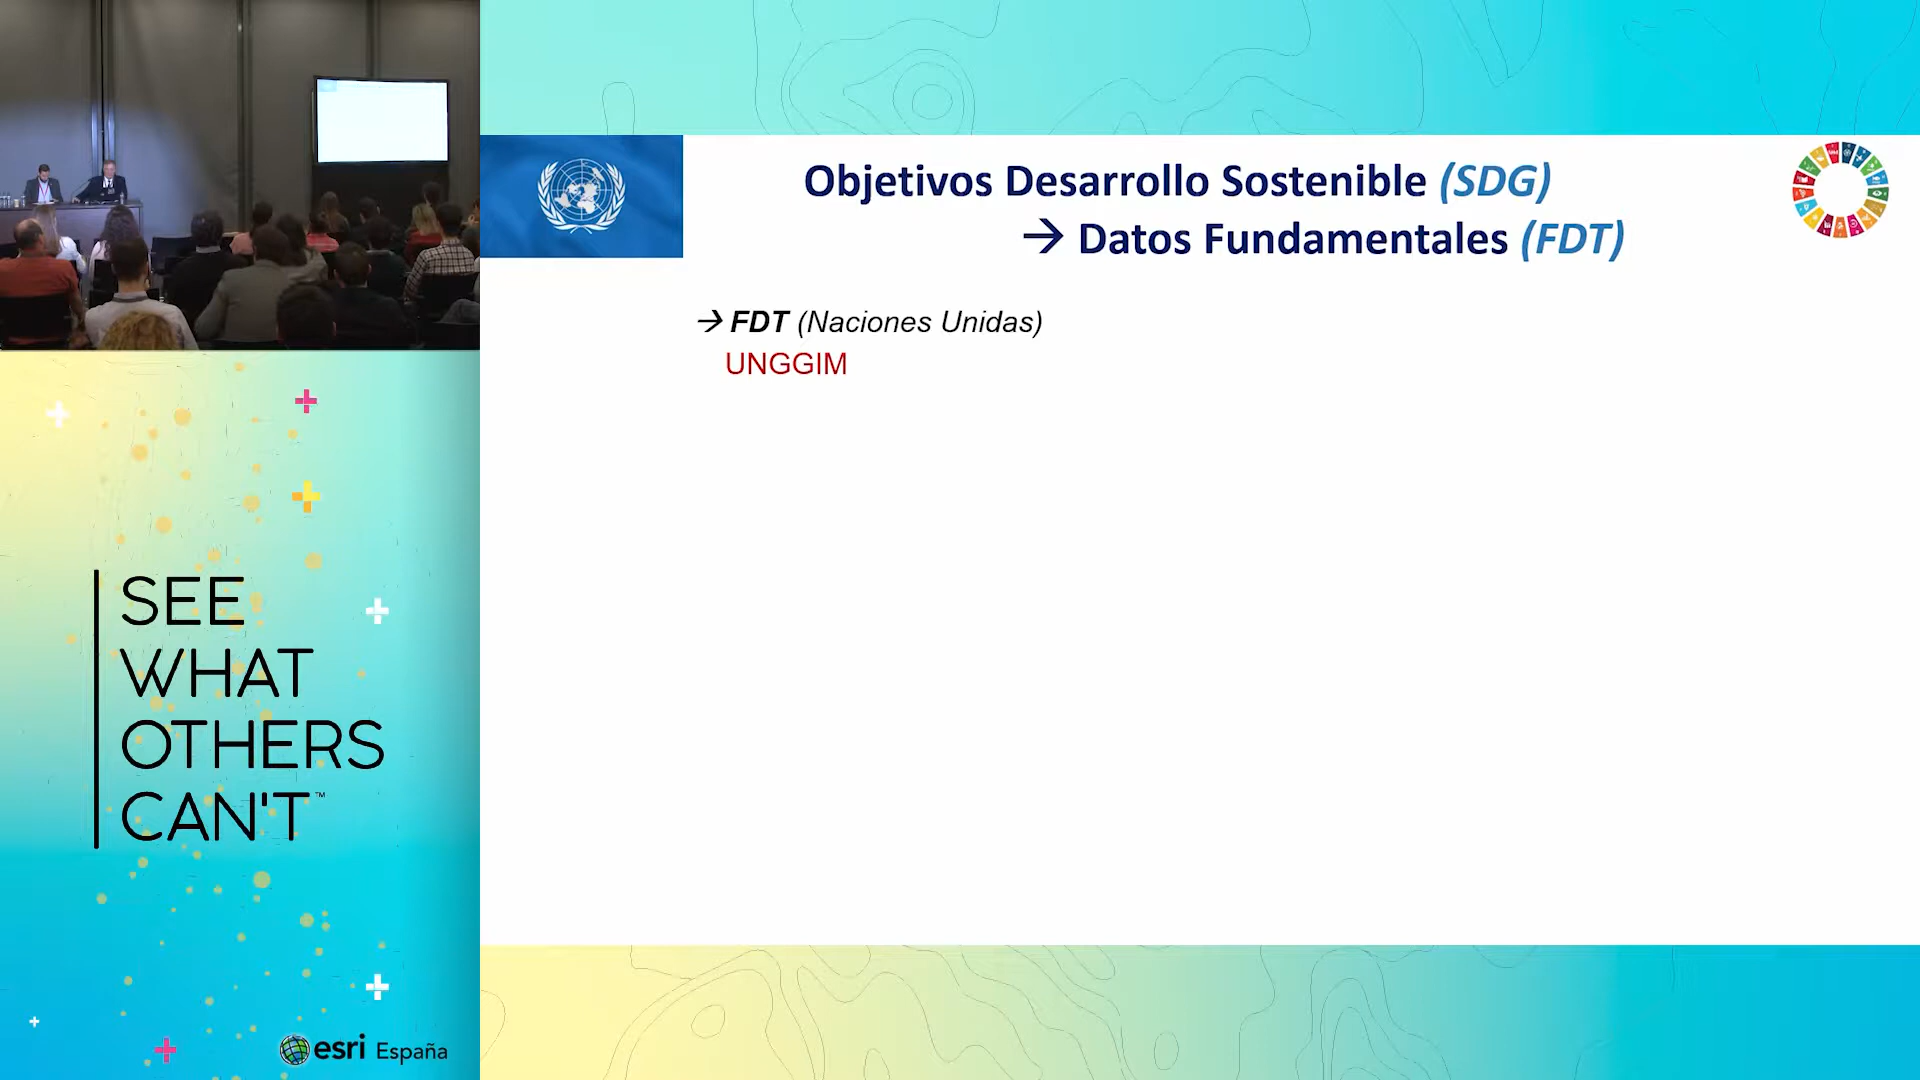 Objetivos Desarrollo Sostenible (SDG)
→ Datos Fundamentales (FDT)
→ FDT (Naciones Unidas)
UNGGIM
SEE
WHAT
OTHERS
CAN'T™
esri España